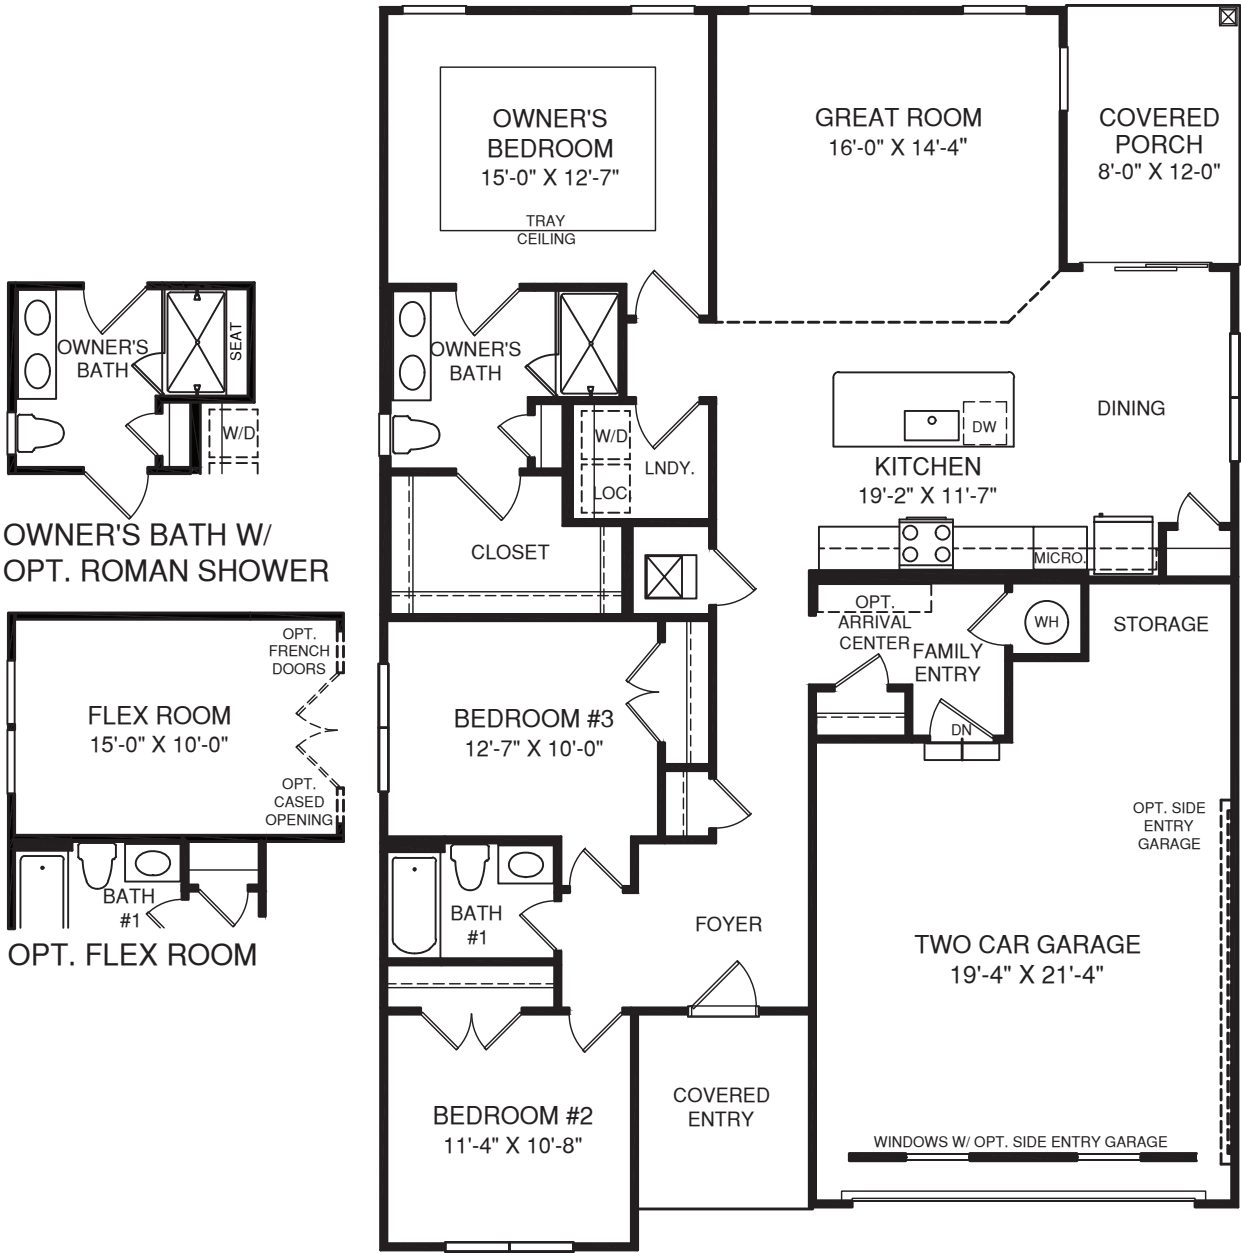 OWNER'S
BEDROOM
15'-0" X 12'-7"
TRAY
CEILING
GREAT ROOM
16'-0" X 14'-4"
COVERED
PORCH
8'-0" X 12'-0"
OWNER'S
BATH
SEAT
W/D
OWNER'S BATH W/
OPT. ROMAN SHOWER
OWNER'S
BATH
W/D
LOC.
LNDY.
CLOSET
DW
KITCHEN
19'-2" X 11'-7"
DINING
MICRO.
OPT.
ARRIVAL
CENTER
FAMILY
ENTRY
WH
STORAGE
DN
OPT.
FRENCH
DOORS
FLEX ROOM
15'-0" X 10'-0"
OPT.
CASED
OPENING
BATH
#1
OPT. FLEX ROOM
BEDROOM #3
12'-7" X 10'-0"
BATH
#1
FOYER
OPT. SIDE
ENTRY
GARAGE
TWO CAR GARAGE
19'-4" X 21'-4"
BEDROOM #2
11'-4" X 10'-8"
COVERED
ENTRY
WINDOWS W/ OPT. SIDE ENTRY GARAGE